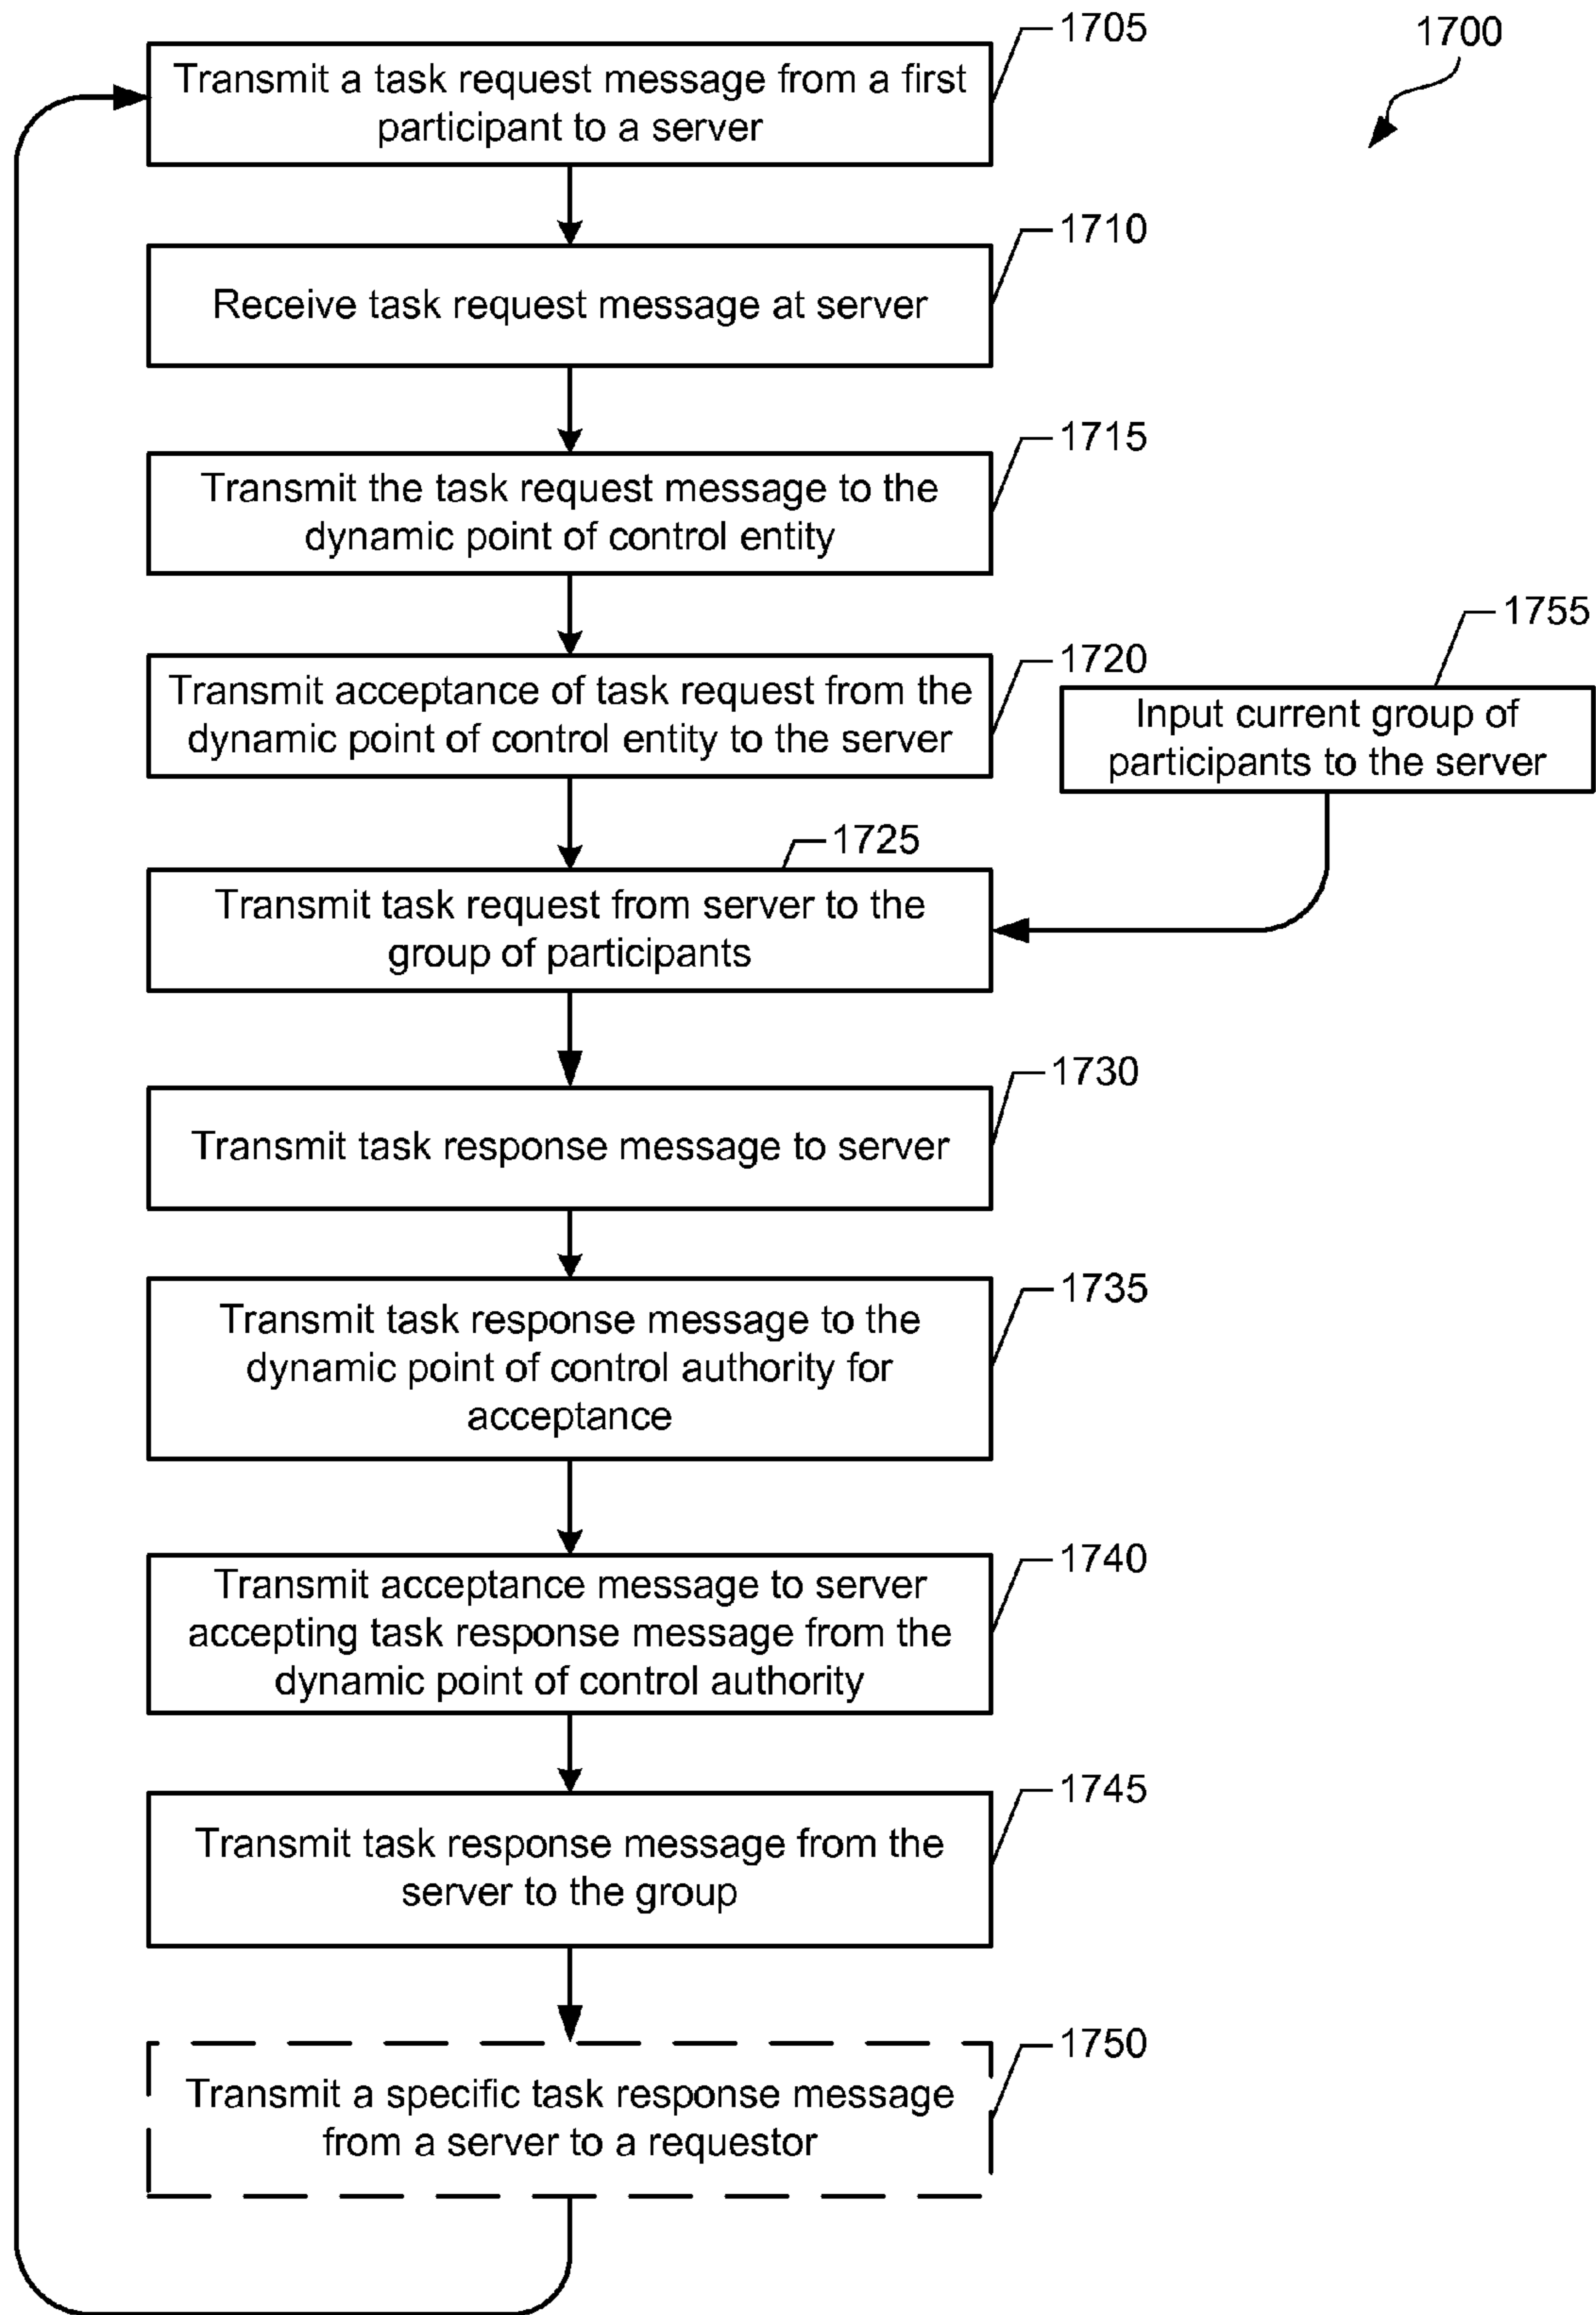 1705
1700
Transmit a task request message from a first
participant to a server
1710
Receive task request message at server
1715
Transmit the task request message to the
dynamic point of control entity
1755
1720
Transmit acceptance of task request from the
dynamic point of control entity to the server
Input current group of
participants to the server
1725
Transmit task request from server to the
group of participants
1730
Transmit task response message to server
1735
Transmit task response message to the
dynamic point of control authority for
acceptance
1740
Transmit acceptance message to server
accepting task response message from the
dynamic point of control authority
1745
Transmit task response message from the
server to the group
1750
Transmit a specific task response message
from a server to a requestor